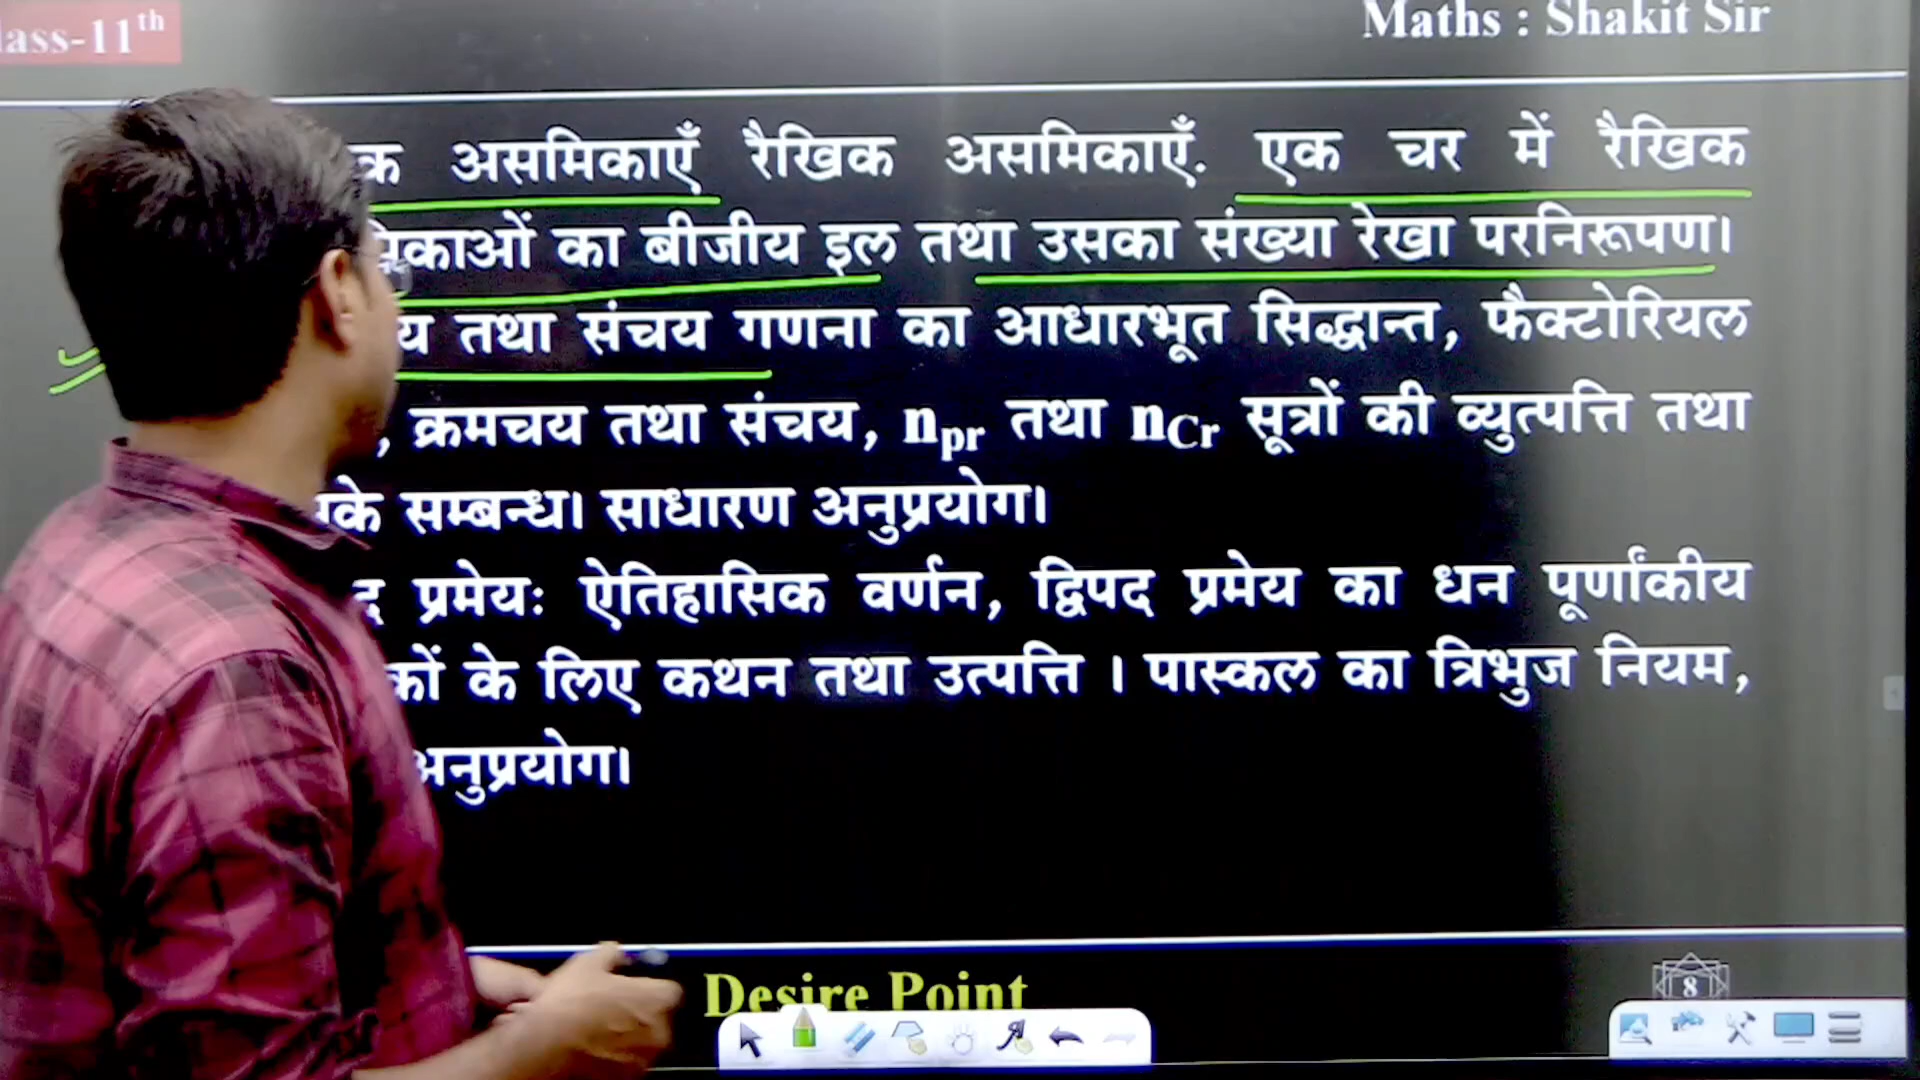 Class-11th
Maths : Shakit Sir
असमिकाएँ रैखिक असमिकाएँ. एक चर में रैखिक
का बीजीय इल तथा उसका संख्या रेखा परनिरूपण।
तथा संचय गणना का आधारभूत सिद्धान्त, फैक्टोरियल
, क्रमचय तथा संचय, npr तथा nCr सूत्रों की व्युत्पत्ति तथा
सम्बन्ध। साधारण अनुप्रयोग।
प्रमेयः ऐतिहासिक वर्णन, द्विपद प्रमेय का धन पूर्णांकीय
के लिए कथन तथा उत्पत्ति । पास्कल का त्रिभुज नियम,
अनुप्रयोग।
Desire Point
8